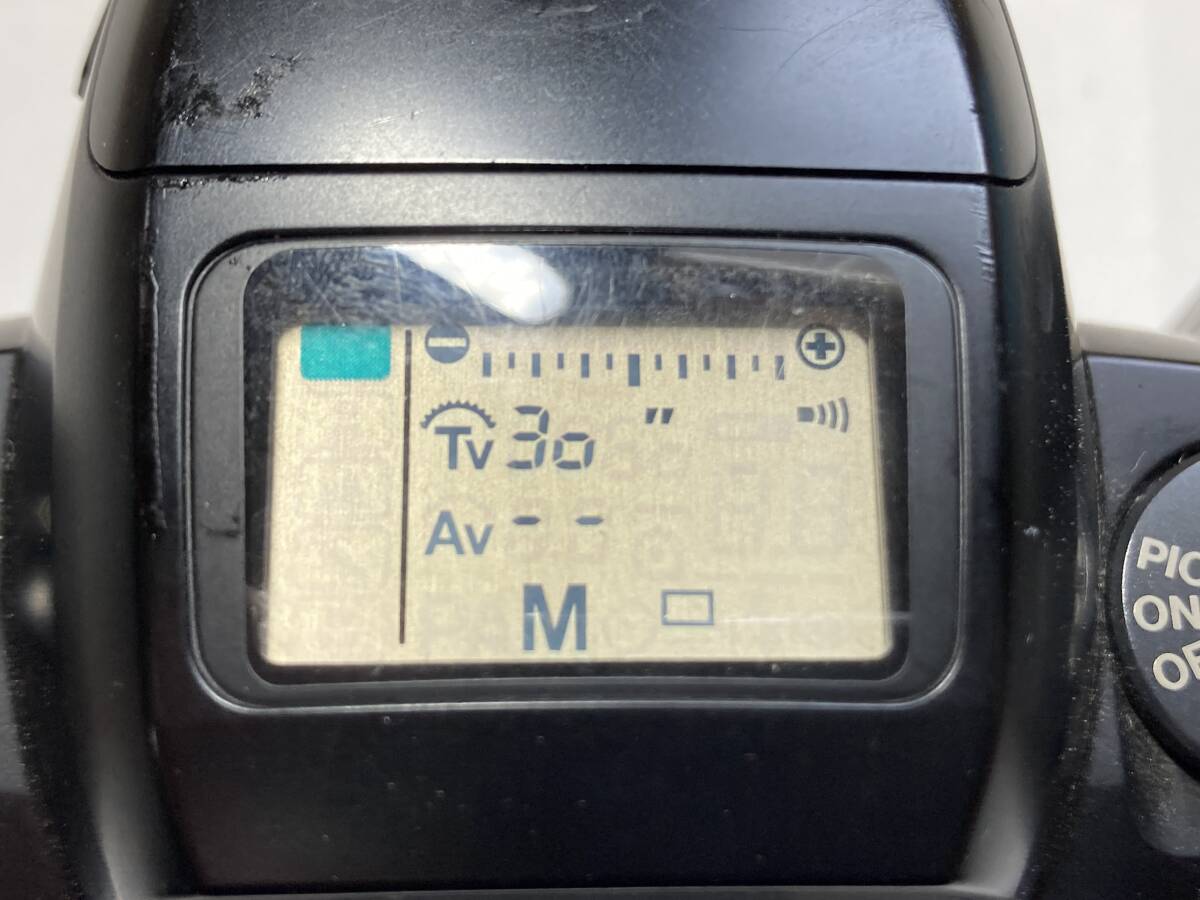 Tv 30 "
Av - -
M
PIC
ON
OF